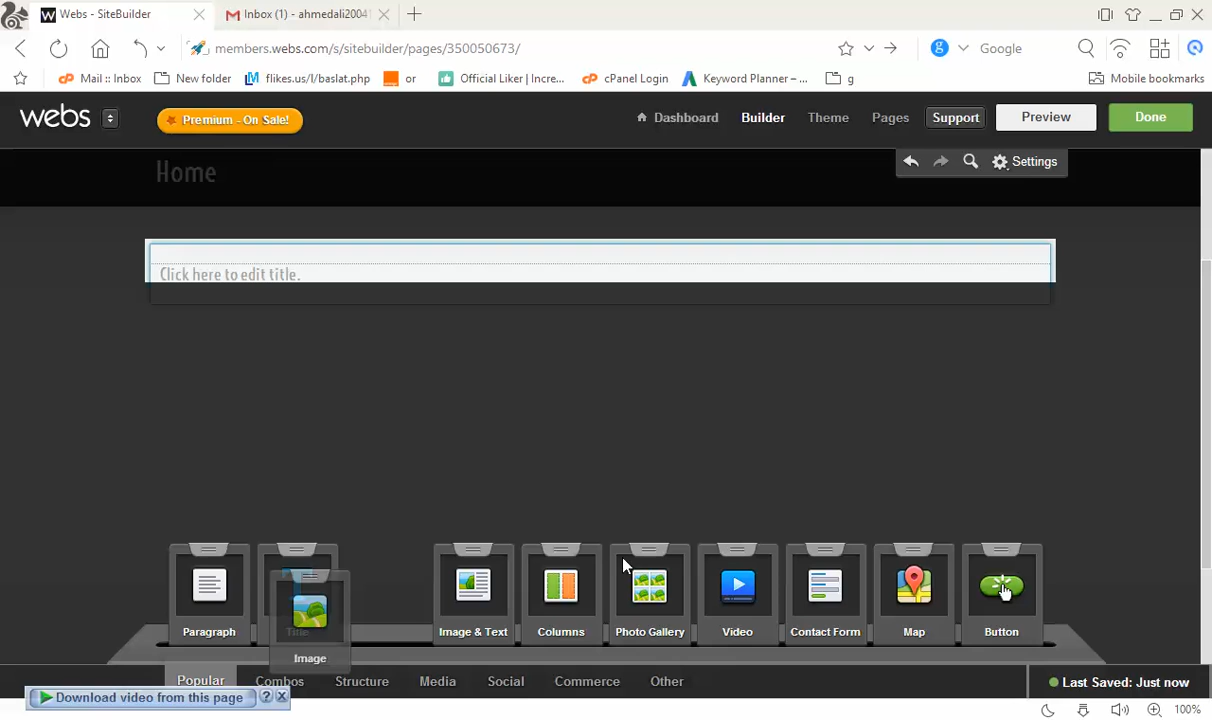 Webs - SiteBuilder
Inbox (1) - ahmedali2004
members.webs.com/s/sitebuilder/pages/350050673/
Google
Mail :: Inbox
New folder
flikes.us/l/baslat.php
or
Official Liker | Incre...
cPanel Login
Keyword Planner – ...
g
Mobile bookmarks
webs
Premium - On Sale!
Dashboard
Builder
Theme
Pages
Support
Preview
Done
Home
Settings
Click here to edit title.
Paragraph
Title
Image
Image & Text
Columns
Photo Gallery
Video
Contact Form
Map
Button
Popular
Combos
Structure
Media
Social
Commerce
Other
Last Saved: Just now
Download video from this page
?
100%